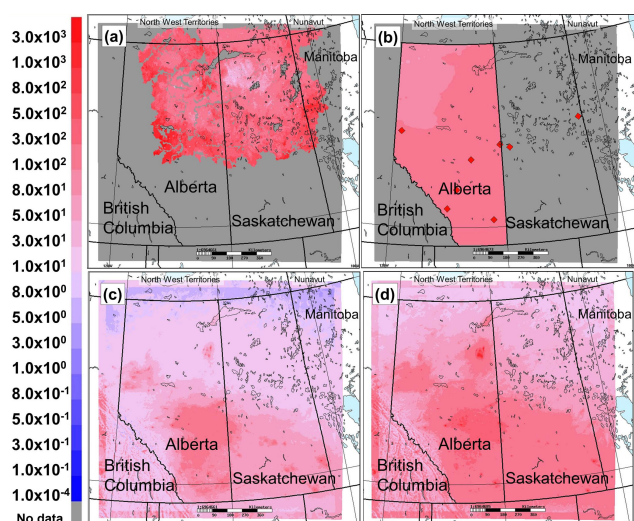 3.0x10³
1.0x10³
8.0x10²
5.0x10²
3.0x10²
1.0x10²
8.0x10¹
5.0x10¹
3.0x10¹
1.0x10¹
8.0x10⁰
5.0x10⁰
3.0x10⁰
1.0x10⁰
8.0x10⁻¹
5.0x10⁻¹
3.0x10⁻¹
1.0x10⁻¹
1.0x10⁻⁴
No data
North West Territories
Nunavut
(a)
Manitoba
Alberta
British
Columbia
Saskatchewan
Kilometers
North West Territories
Nunavut
(b)
Manitoba
Alberta
British
Columbia
Saskatchewan
Kilometers
North West Territories
Nunavut
(c)
Manitoba
Alberta
British
Columbia
Saskatchewan
Kilometers
North West Territories
Nunavut
(d)
Manitoba
Alberta
British
Columbia
Saskatchewan
Kilometers